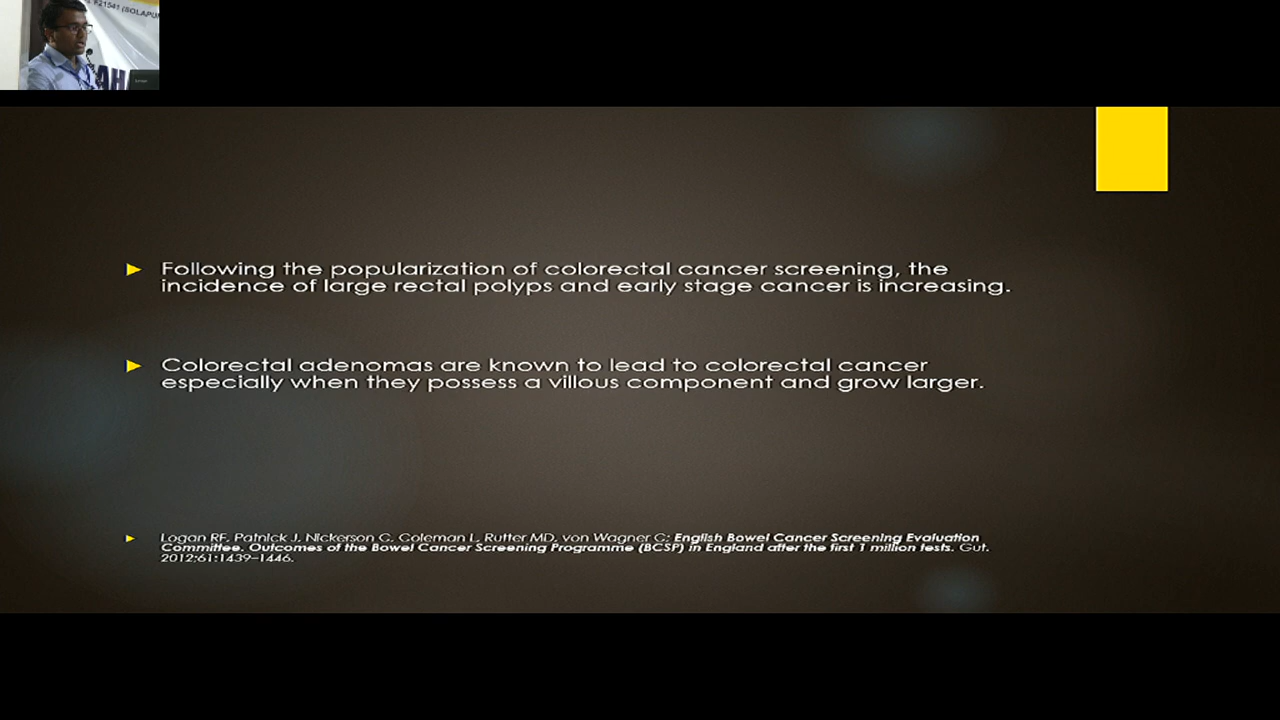 F21541 (SOLAPUR
AH
Following the popularization of colorectal cancer screening, the
incidence of large rectal polyps and early stage cancer is increasing.
Colorectal adenomas are known to lead to colorectal cancer
especially when they possess a villous component and grow larger.
Logan RF, Patnick J, Nickerson C, Coleman L, Rutter MD, von Wagner C; English Bowel Cancer Screening Evaluation
Committee. Outcomes of the Bowel Cancer Screening Programme (BCSP) in England after the first 1 million tests. Gut.
2012;61:1439–1446.